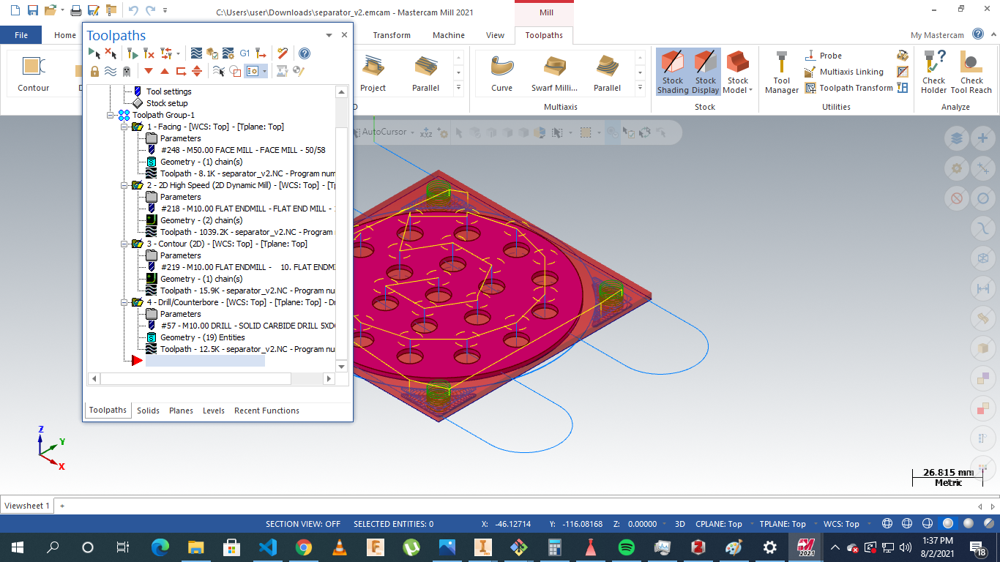 C:\Users\user\Downloads\separator_v2.emcam - Mastercam Mill 2021
Mill
File
Home
Transform
Machine
View
Toolpaths
My Mastercam
Toolpaths
G1
Contour
Project
Parallel
Curve
Swarf Milli...
Parallel
Multiaxis
Stock Shading
Stock Display
Stock Model
Stock
Tool Manager
Probe
Multiaxis Linking
Toolpath Transform
Utilities
Check Holder
Check Tool Reach
Analyze
AutoCursor
Tool settings
Stock setup
Toolpath Group-1
1 - Facing - [WCS: Top] - [Tplane: Top]
Parameters
#248 - M50.00 FACE MILL - FACE MILL - 50/58
Geometry - (1) chain(s)
Toolpath - 8.1K - separator_v2.NC - Program num
2 - 2D High Speed (2D Dynamic Mill) - [WCS: Top] - [Tp
Parameters
#218 - M10.00 FLAT ENDMILL - FLAT END MILL -
Geometry - (2) chain(s)
Toolpath - 1039.2K - separator_v2.NC - Program
3 - Contour (2D) - [WCS: Top] - [Tplane: Top]
Parameters
#219 - M10.00 FLAT ENDMILL - 10. FLAT ENDMI
Geometry - (1) chain(s)
Toolpath - 15.9K - separator_v2.NC - Program nu
4 - Drill/Counterbore - [WCS: Top] - [Tplane: Top] - Dr
Parameters
#57 - M10.00 DRILL - SOLID CARBIDE DRILL 5XD
Geometry - (19) Entities
Toolpath - 12.5K - separator_v2.NC - Program nu
Toolpaths
Solids
Planes
Levels
Recent Functions
Z
Y
X
26.815 mm
Metric
Viewsheet 1
+
SECTION VIEW: OFF
SELECTED ENTITIES: 0
X: -46.12714
Y: -116.08168
Z: 0.00000
3D
CPLANE: Top
TPLANE: Top
WCS: Top
2021
1:37 PM
8/2/2021
18